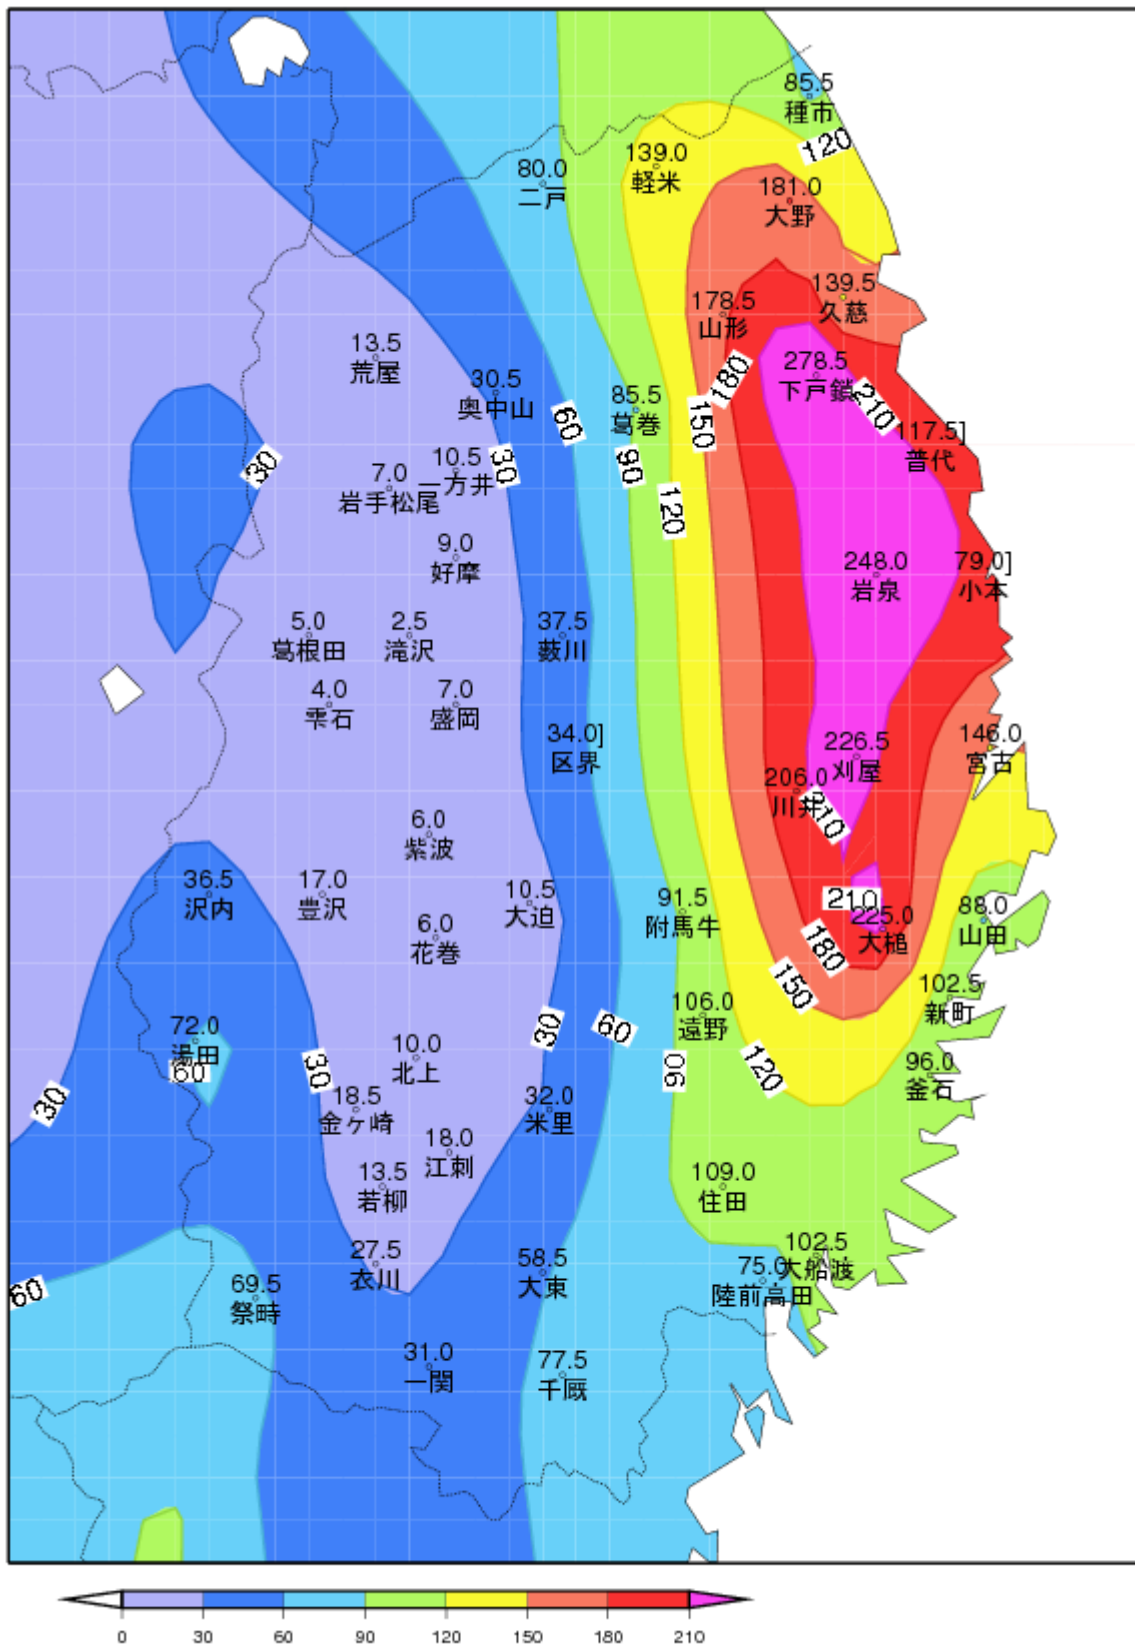 85.5
種市
120
139.0
軽米
80.0
二戸
181.0
大野
139.5
久慈
178.5
山形
13.5
荒屋
278.5
下戸鎖
180
210
30.5
奥中山
85.5
葛巻
60
150
117.5]
普代
30
10.5
一方井
7.0
岩手松尾
30
90
120
9.0
好摩
248.0
岩泉
79.0]
小本
5.0
葛根田
2.5
滝沢
37.5
薮川
4.0
雫石
7.0
盛岡
34.0]
区界
226.5
刈屋
146.0
宮古
206.0
川井
210
6.0
紫波
36.5
沢内
17.0
豊沢
10.5
大迫
91.5
附馬牛
210
225.0
大槌
88.0
山田
6.0
花巻
180
150
102.5
新町
106.0
遠野
72.0
湯田
60
30
60
10.0
北上
30
90
120
96.0
釜石
30
18.5
金ヶ崎
32.0
米里
18.0
江刺
13.5
若柳
109.0
住田
27.5
衣川
58.5
大東
102.5
大船渡
75.0
陸前高田
60
69.5
祭畤
31.0
一関
77.5
千厩
0 30 60 90 120 150 180 210